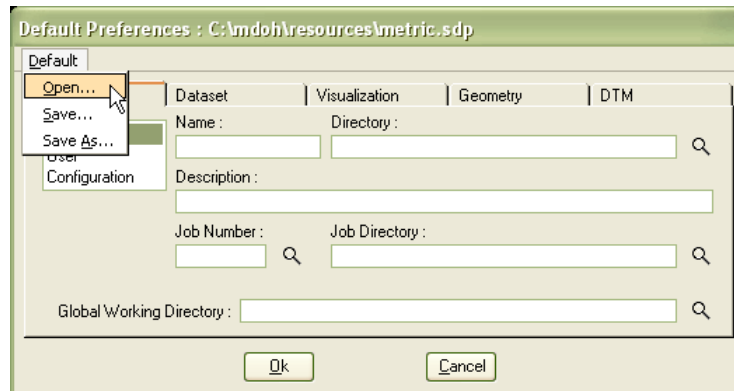 Default Preferences : C:\mdoh\resources\metric.sdp
Default
Open...
Save...
Save As...
Dataset
Visualization
Geometry
DTM
User
Configuration
Name :
Directory :
Description :
Job Number :
Job Directory :
Global Working Directory :
Ok
Cancel